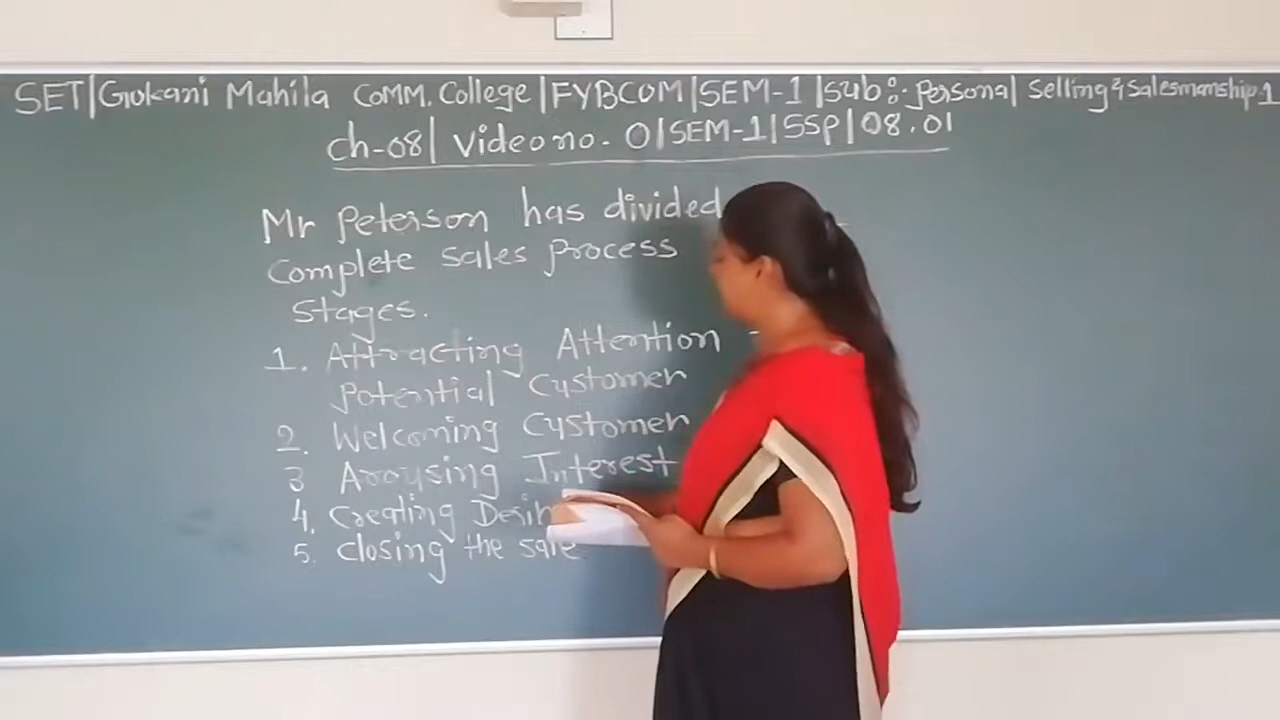 SET|Gokani Mahila COMM. College |FYBCOM|SEM-1 |Sub:- Personal Selling & Salesmanship-1
ch-08| Video no. 01|SEM-1|SSP|08.01
Mr Peterson has divided
Complete Sales Process
Stages.
1. Attracting Attention -
Potential Customer
2. Welcoming Customer
3 Arousing Interest
4. Creating
5. Closing the sale